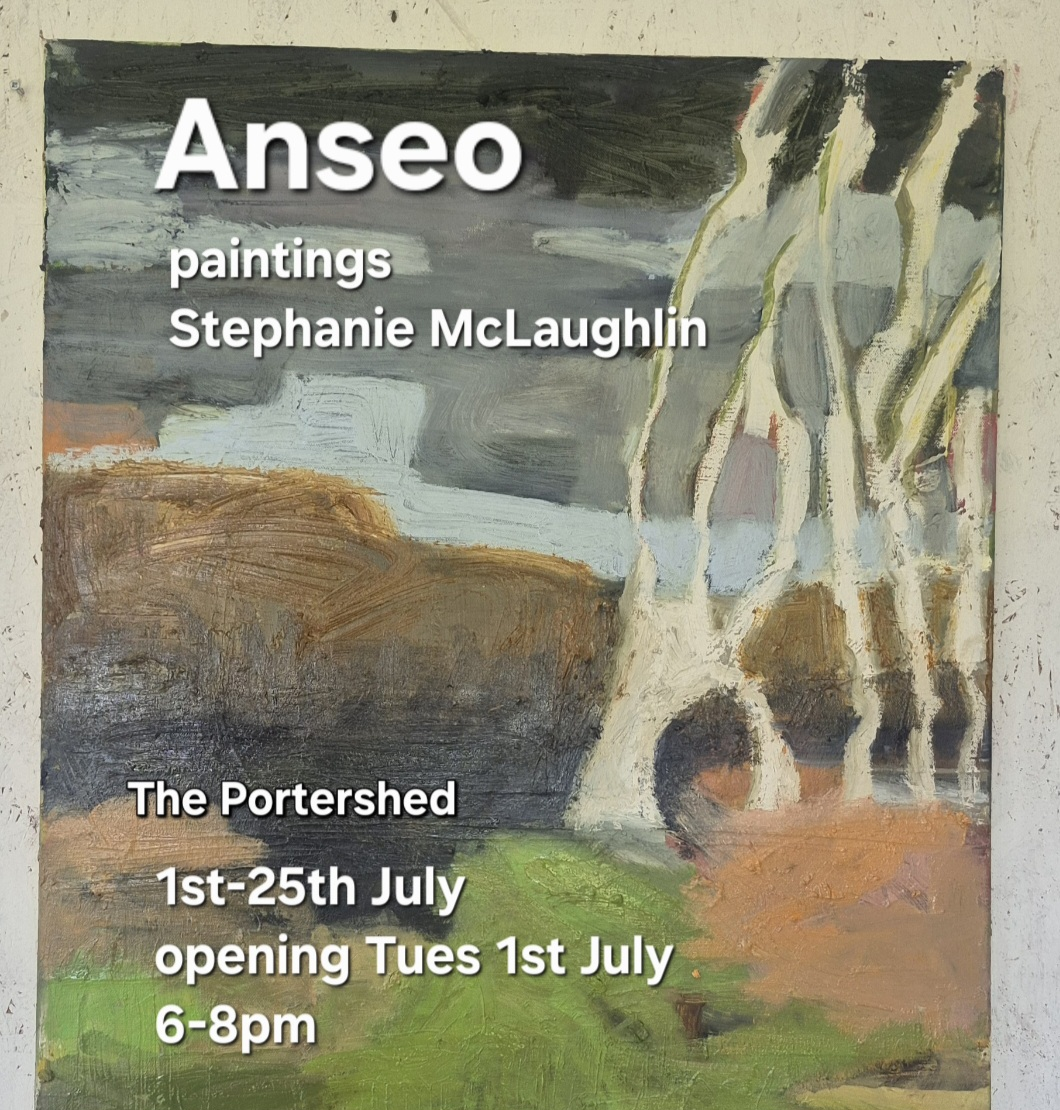 Anseo
paintings
Stephanie McLaughlin
The Portershed
1st-25th July
opening Tues 1st July
6-8pm